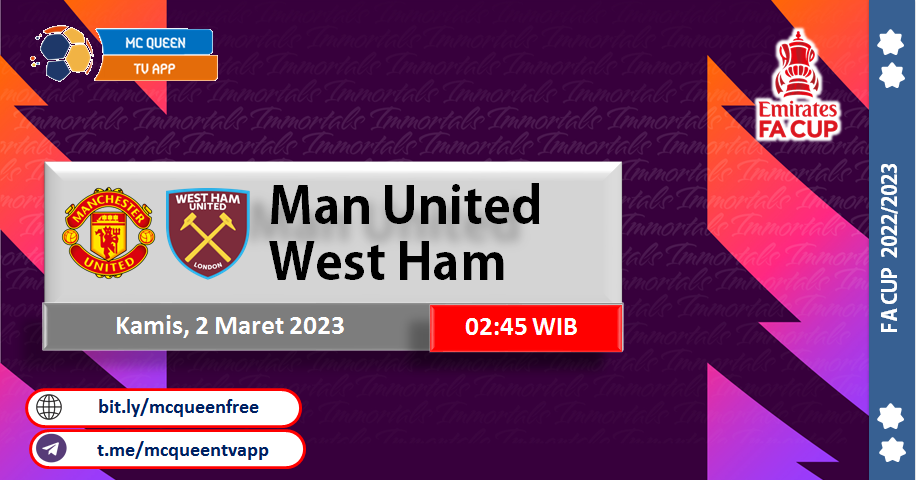 MC QUEEN
TV APP
Emirates
FA CUP
MANCHESTER
UNITED
WEST HAM
UNITED
LONDON
Man United
West Ham
Kamis, 2 Maret 2023
02:45 WIB
bit.ly/mcqueenfree
t.me/mcqueentvapp
FA CUP 2022/2023
Immortals